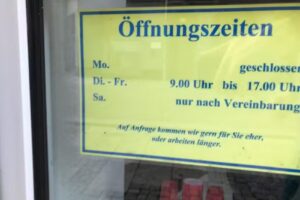 Öffnungszeiten
Mo. geschlossen
Di. - Fr. 9.00 Uhr bis 17.00 Uhr
Sa. nur nach Vereinbarung
Auf Anfrage kommen wir gern für Sie eher,
oder arbeiten länger.